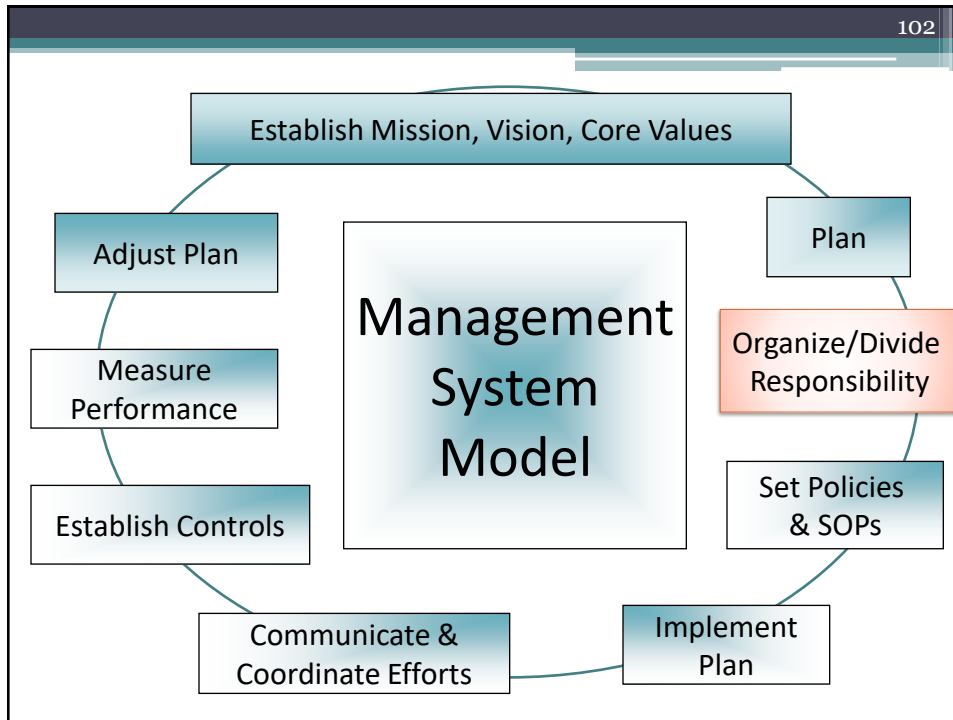 102
Establish Mission, Vision, Core Values
Plan
Organize/Divide
Responsibility
Set Policies
& SOPs
Implement
Plan
Communicate &
Coordinate Efforts
Establish Controls
Measure
Performance
Adjust Plan
Management
System
Model